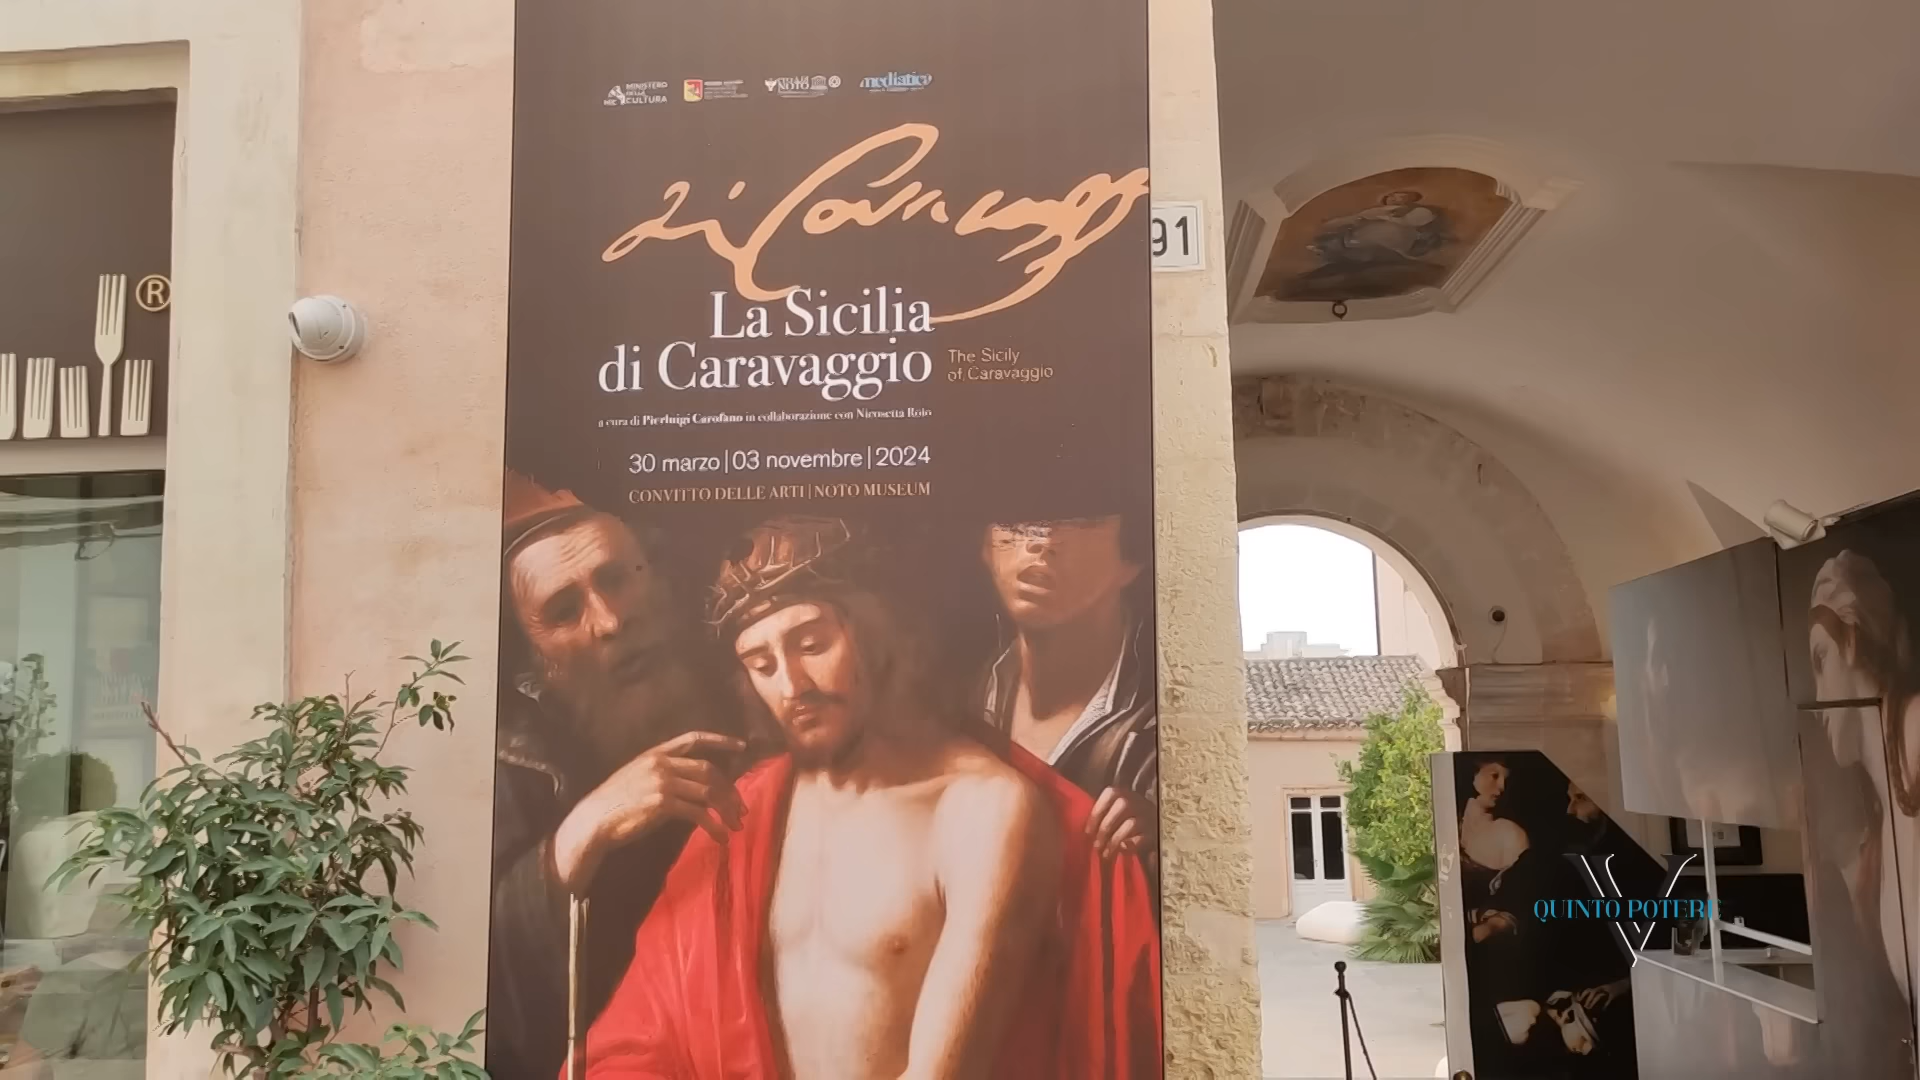 MINISTERO
DELLA
CULTURA
NOTO
mediatica
La Sicilia
di Caravaggio
The Sicily
of Caravaggio
a cura di Pierluigi Carofano in collaborazione con Nicosetta Roio
30 marzo|03 novembre|2024
CONVITTO DELLE ARTI|NOTO MUSEUM
91
®
V
QUINTO POTERE